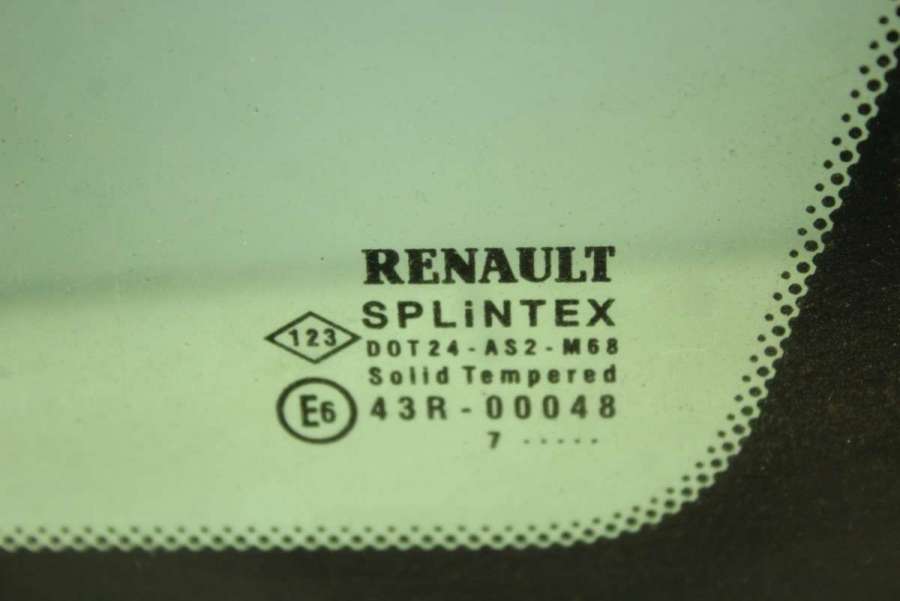 RENAULT
SPLiNTEX
123
DOT24-AS2-M68
Solid Tempered
E6
43R-00048
7 .....